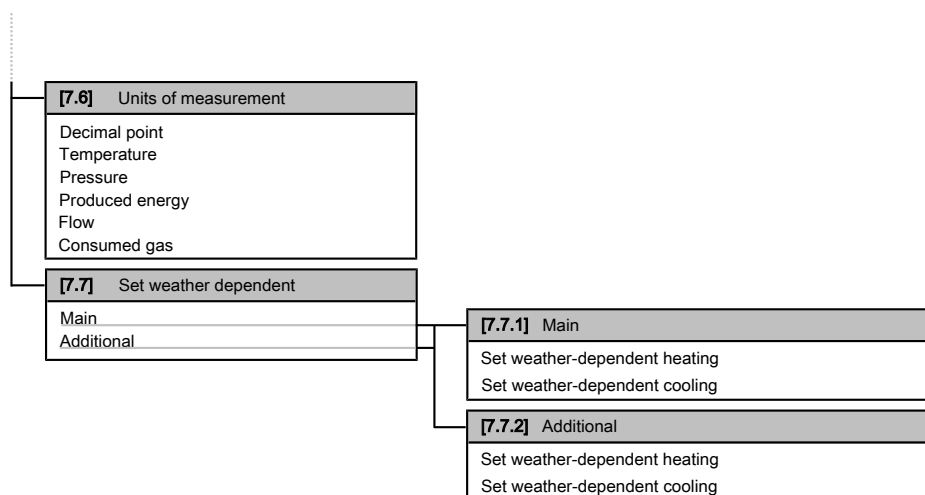 [7.6] Units of measurement
Decimal point
Temperature
Pressure
Produced energy
Flow
Consumed gas
[7.7] Set weather dependent
Main
Additional
[7.7.1] Main
Set weather-dependent heating
Set weather-dependent cooling
[7.7.2] Additional
Set weather-dependent heating
Set weather-dependent cooling